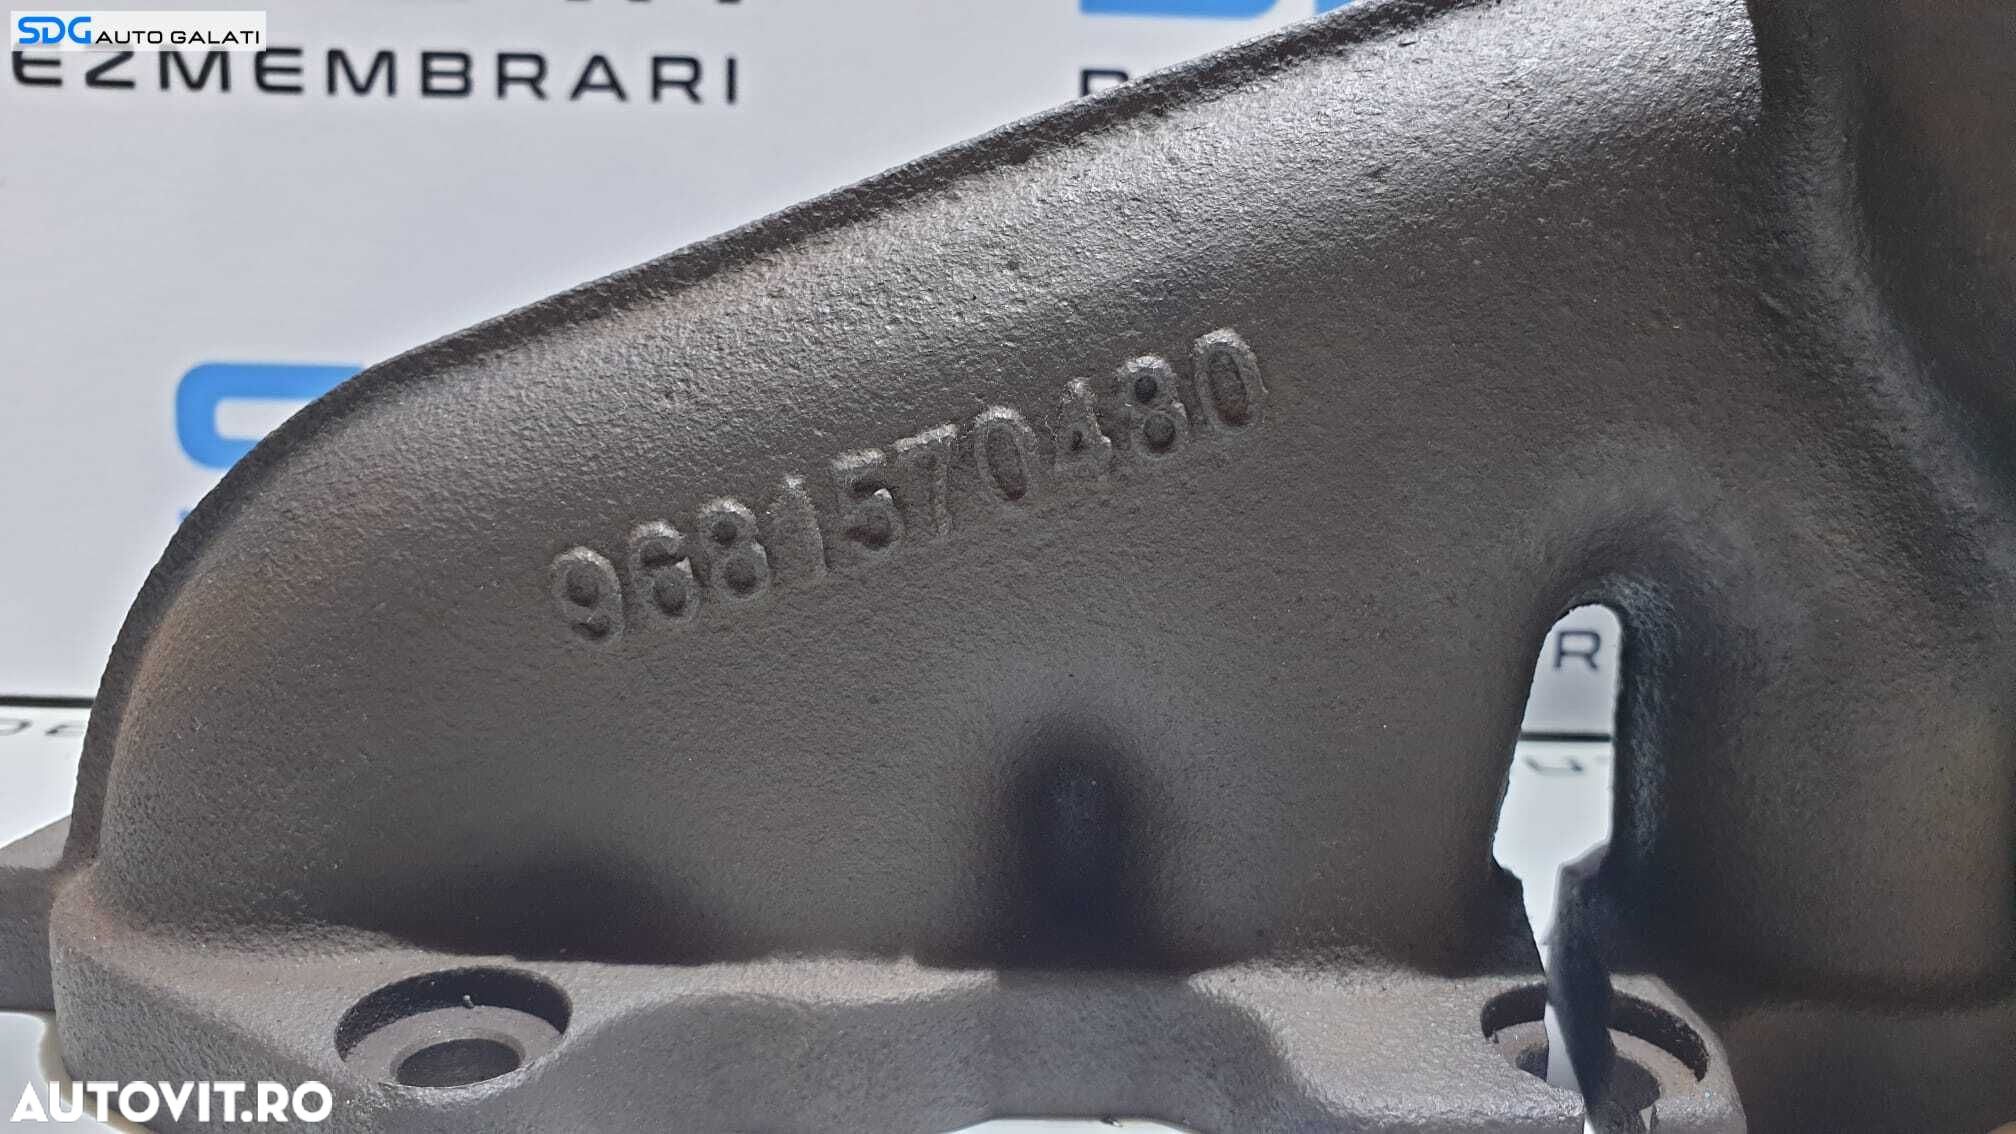 SDG AUTO GALATI
EZMEMBRARI
9681570480
R
AUTOVIT.RO